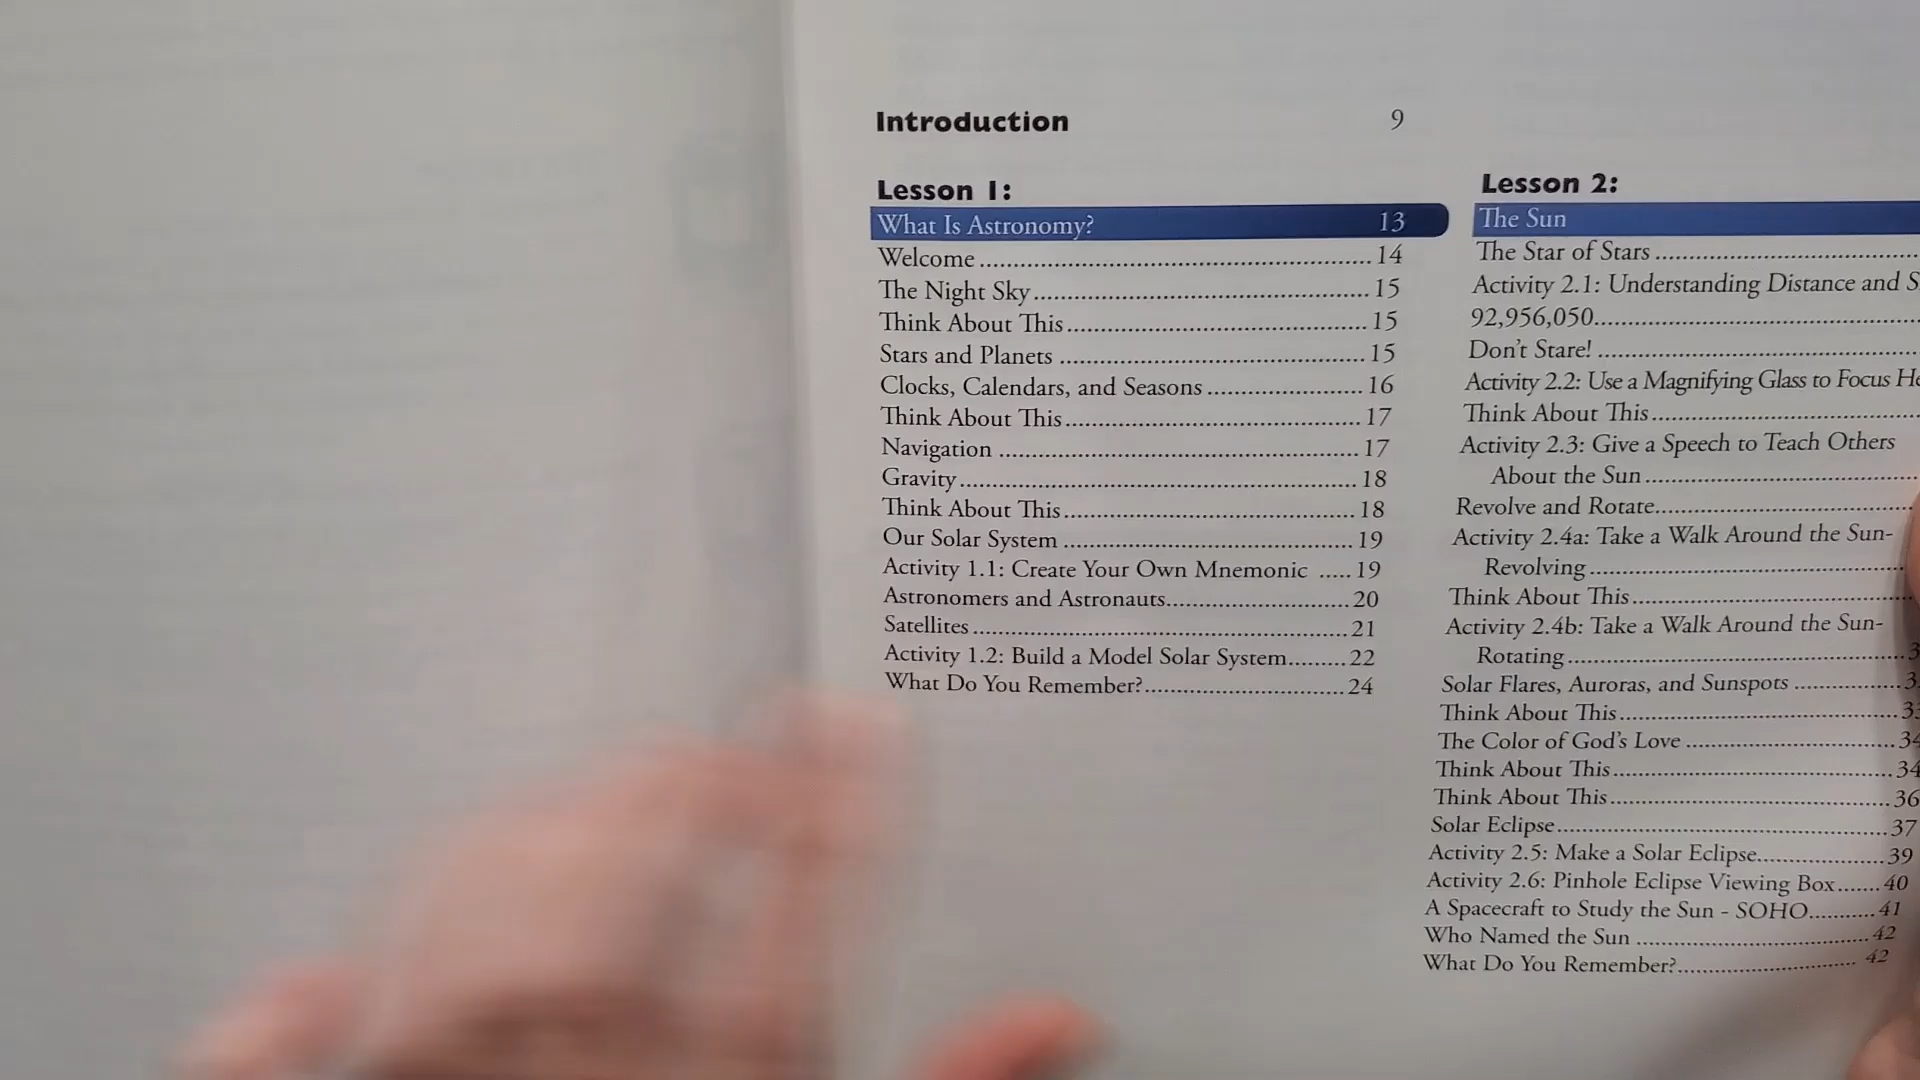 Introduction 9
Lesson 1:
What Is Astronomy? 13
Welcome 14
The Night Sky 15
Think About This 15
Stars and Planets 15
Clocks, Calendars, and Seasons 16
Think About This 17
Navigation 17
Gravity 18
Think About This 18
Our Solar System 19
Activity 1.1: Create Your Own Mnemonic 19
Astronomers and Astronauts 20
Satellites 21
Activity 1.2: Build a Model Solar System 22
What Do You Remember? 24
Lesson 2:
The Sun
The Star of Stars
Activity 2.1: Understanding Distance and
92,956,050
Don't Stare!
Activity 2.2: Use a Magnifying Glass to Focus
Think About This
Activity 2.3: Give a Speech to Teach Others
About the Sun
Revolve and Rotate
Activity 2.4a: Take a Walk Around the Sun-
Revolving
Think About This
Activity 2.4b: Take a Walk Around the Sun-
Rotating
Solar Flares, Auroras, and Sunspots
Think About This
The Color of God's Love 34
Think About This 34
Think About This 36
Solar Eclipse 37
Activity 2.5: Make a Solar Eclipse 39
Activity 2.6: Pinhole Eclipse Viewing Box 40
A Spacecraft to Study the Sun - SOHO 41
Who Named the Sun 42
What Do You Remember? 42